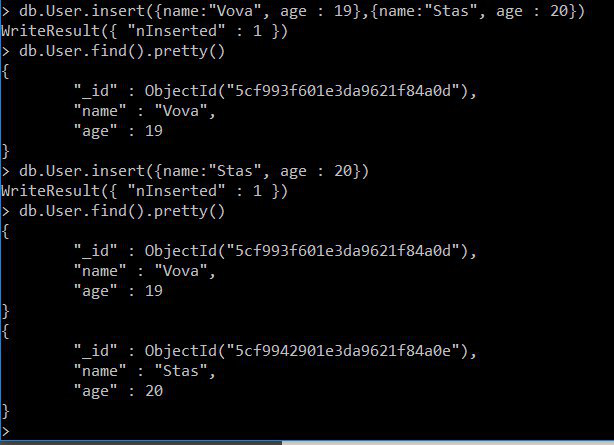 > db.User.insert({name:"Vova", age : 19},{name:"Stas", age : 20})
WriteResult({ "nInserted" : 1 })
> db.User.find().pretty()
{
        "_id" : ObjectId("5cf993f601e3da9621f84a0d"),
        "name" : "Vova",
        "age" : 19
}
> db.User.insert({name:"Stas", age : 20})
WriteResult({ "nInserted" : 1 })
> db.User.find().pretty()
{
        "_id" : ObjectId("5cf993f601e3da9621f84a0d"),
        "name" : "Vova",
        "age" : 19
}
{
        "_id" : ObjectId("5cf9942901e3da9621f84a0e"),
        "name" : "Stas",
        "age" : 20
}
>